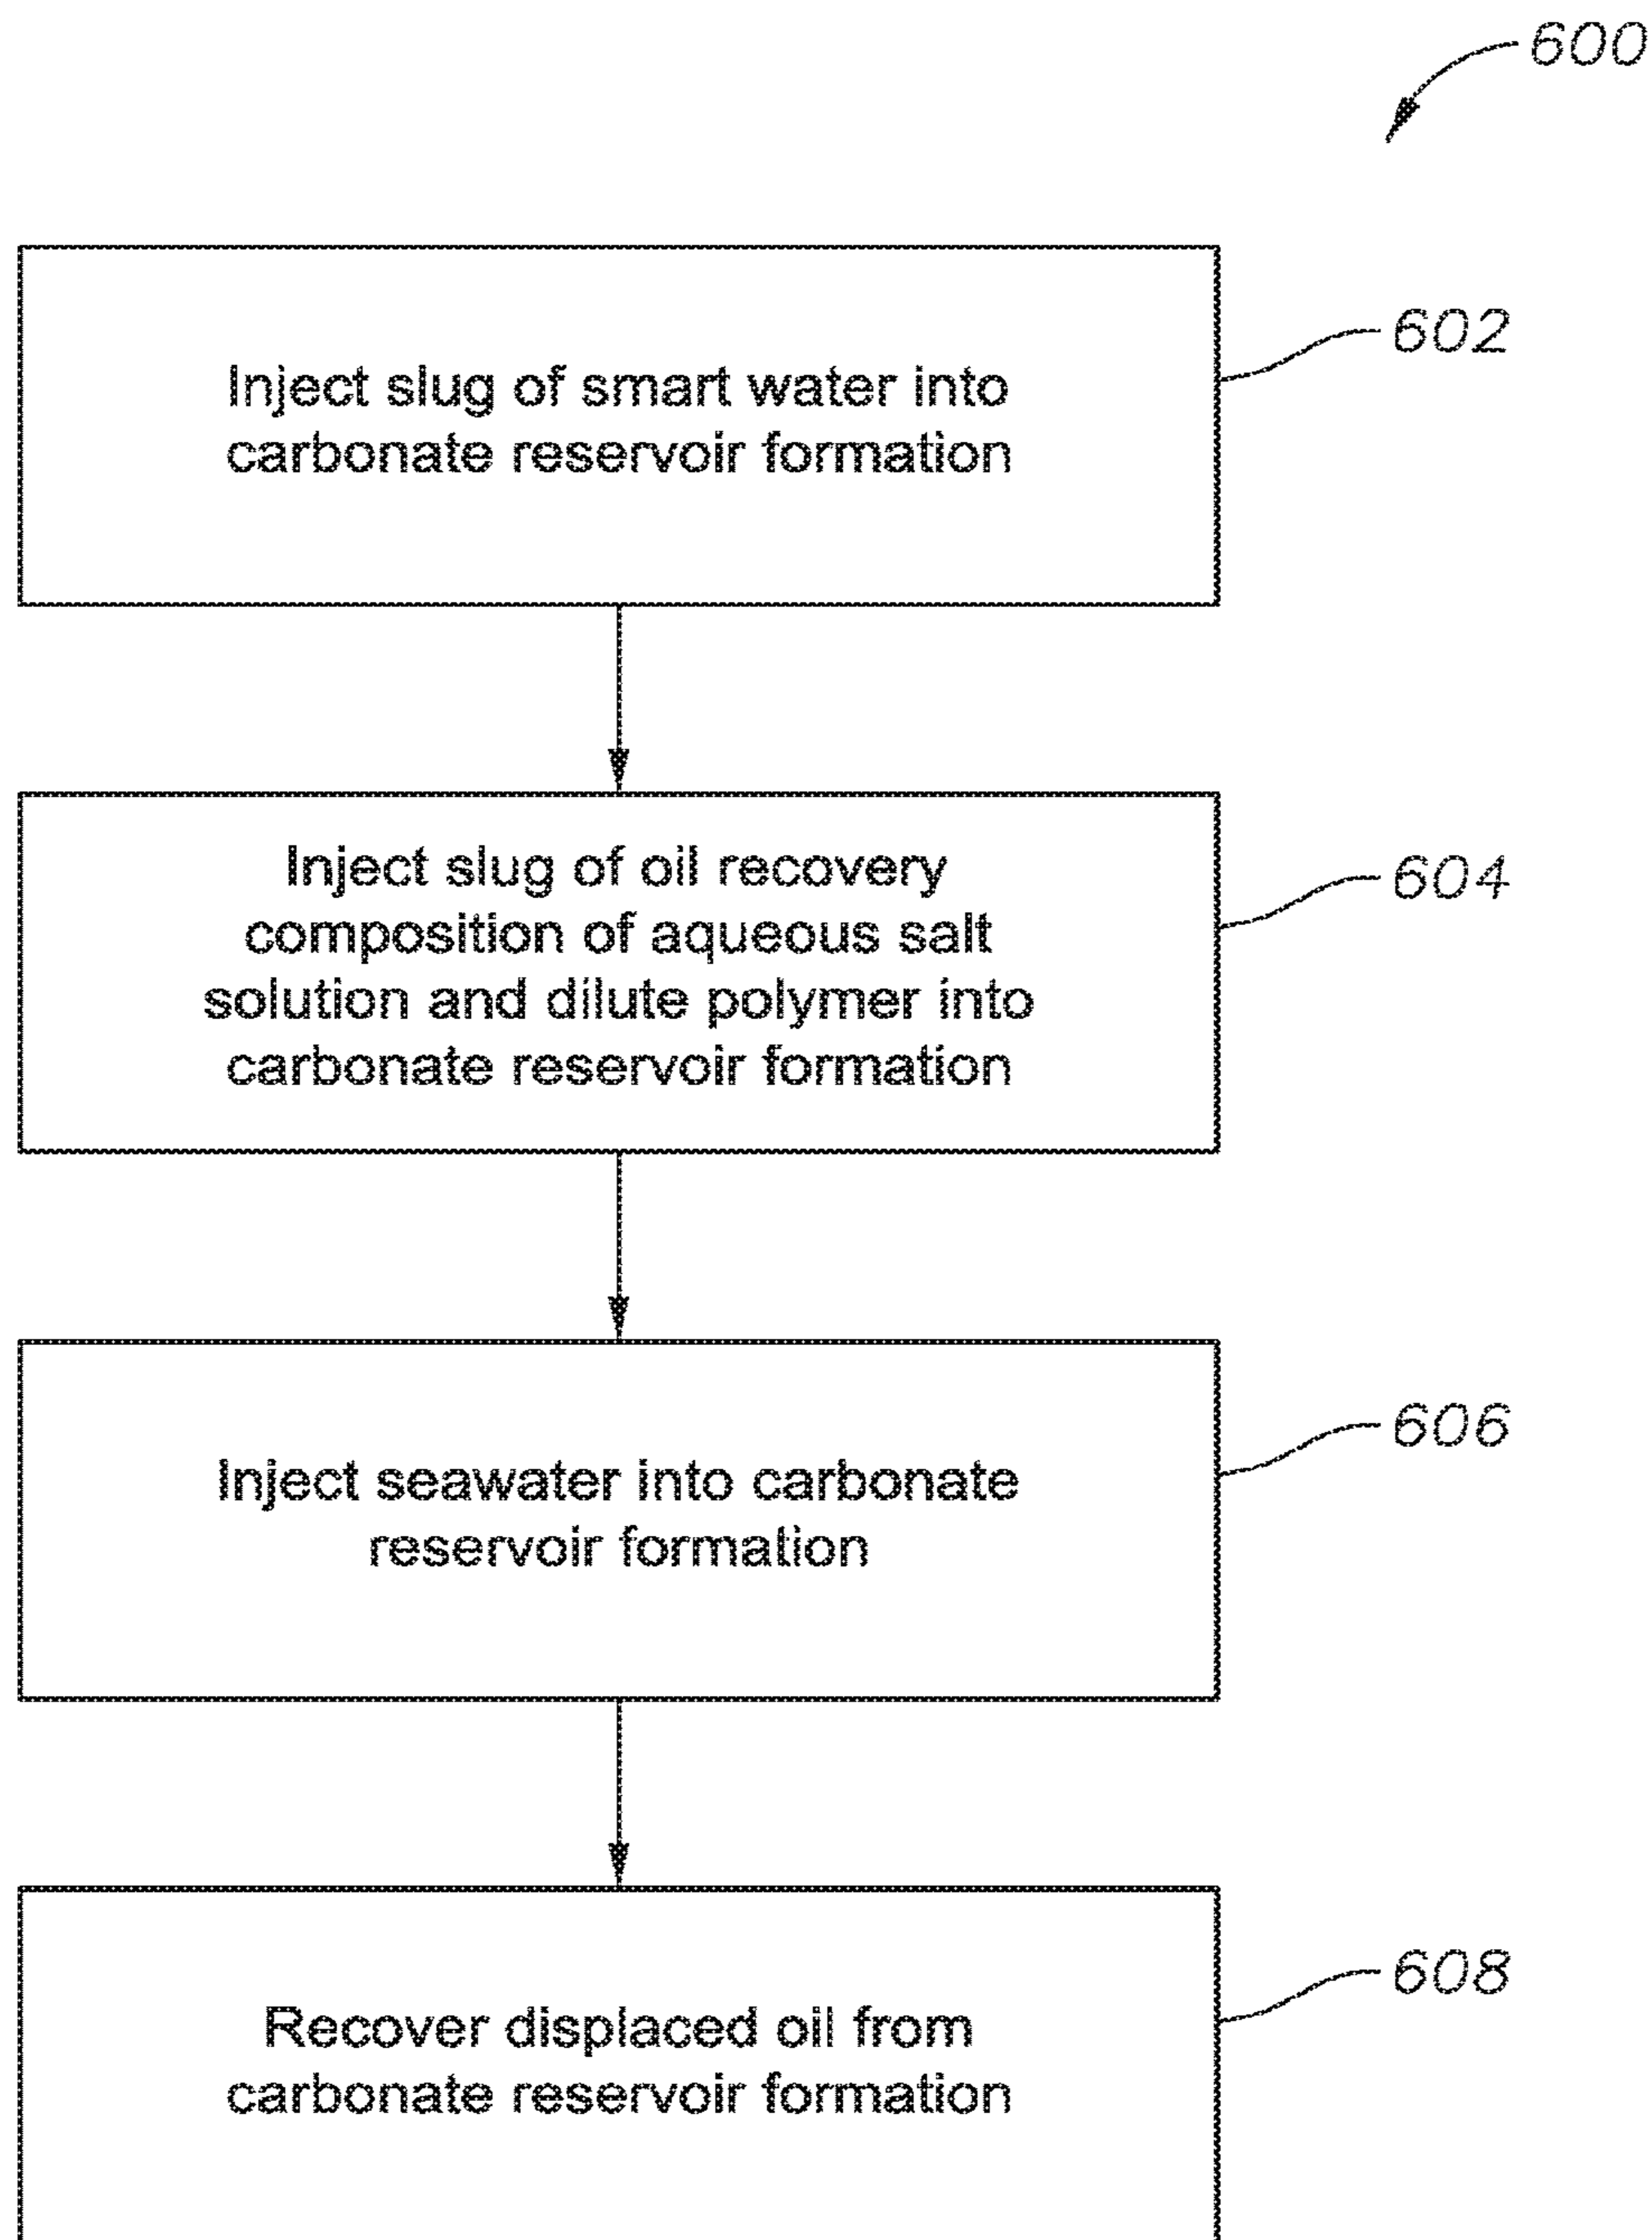 600
Inject slug of smart water into
carbonate reservoir formation
602
Inject slug of oil recovery
composition of aqueous salt
solution and dilute polymer into
carbonate reservoir formation
604
Inject seawater into carbonate
reservoir formation
606
Recover displaced oil from
carbonate reservoir formation
608